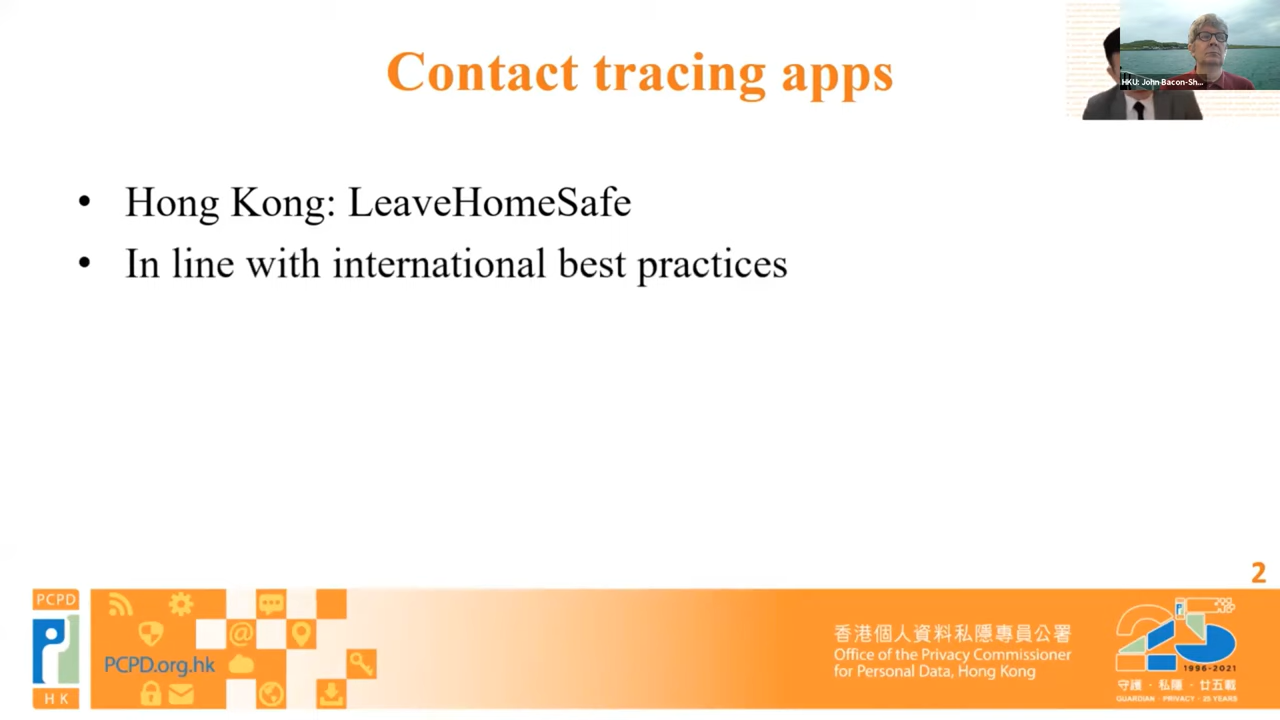 Contact tracing apps
HKU: John Bacon-Sh...
• Hong Kong: LeaveHomeSafe
• In line with international best practices
2
PCPD
PCPD.org.hk
HK
香港個人資料私隱專員公署
Office of the Privacy Commissioner
for Personal Data, Hong Kong
25
1996-2021
守護 · 私隱 · 廿五載
GUARDIAN · PRIVACY · 25 YEARS